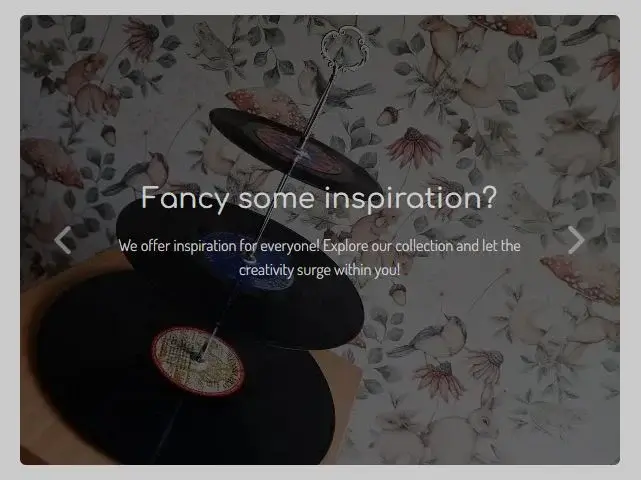 Fancy some inspiration?
We offer inspiration for everyone! Explore our collection and let the
creativity surge within you!